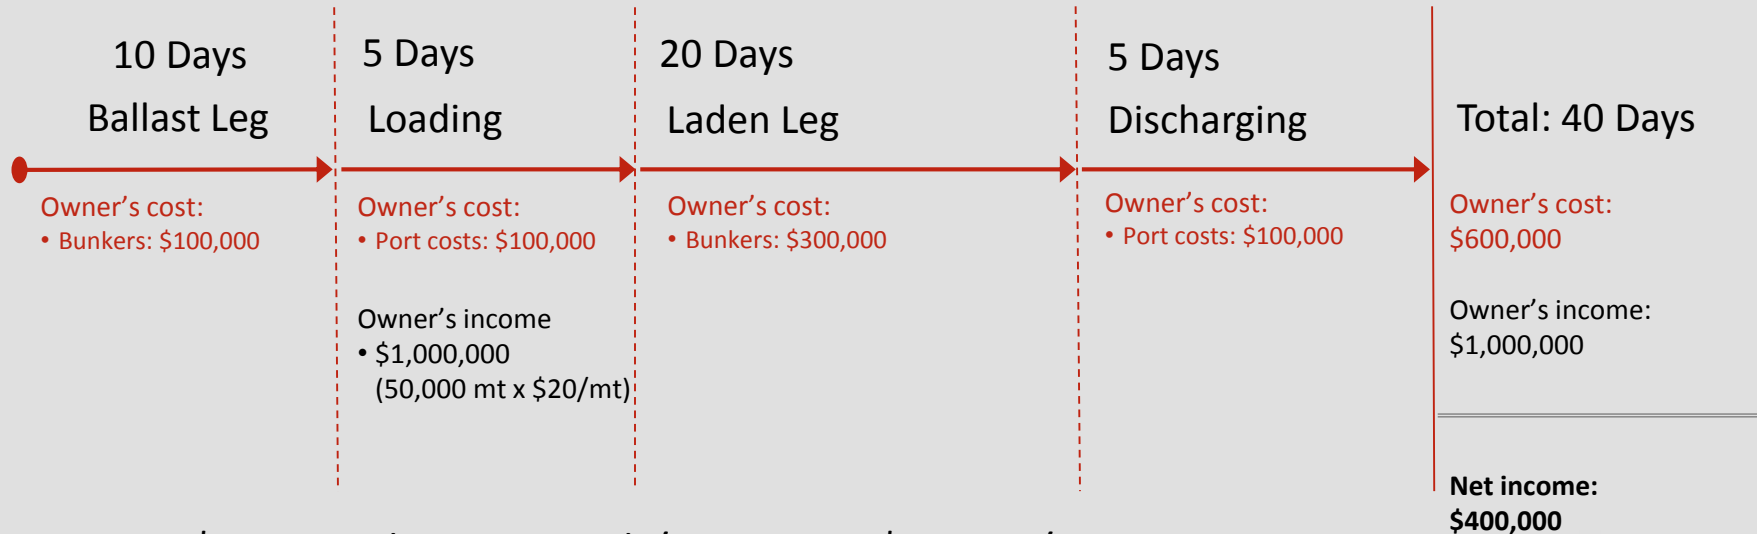 10 Days
Ballast Leg
Owner’s cost:
• Bunkers: $100,000
5 Days
Loading
Owner’s cost:
• Port costs: $100,000
Owner’s income
• $1,000,000
(50,000 mt x $20/mt)
20 Days
Laden Leg
Owner’s cost:
• Bunkers: $300,000
5 Days
Discharging
Owner’s cost:
• Port costs: $100,000
Total: 40 Days
Owner’s cost:
$600,000
Owner’s income:
$1,000,000
Net income:
$400,000